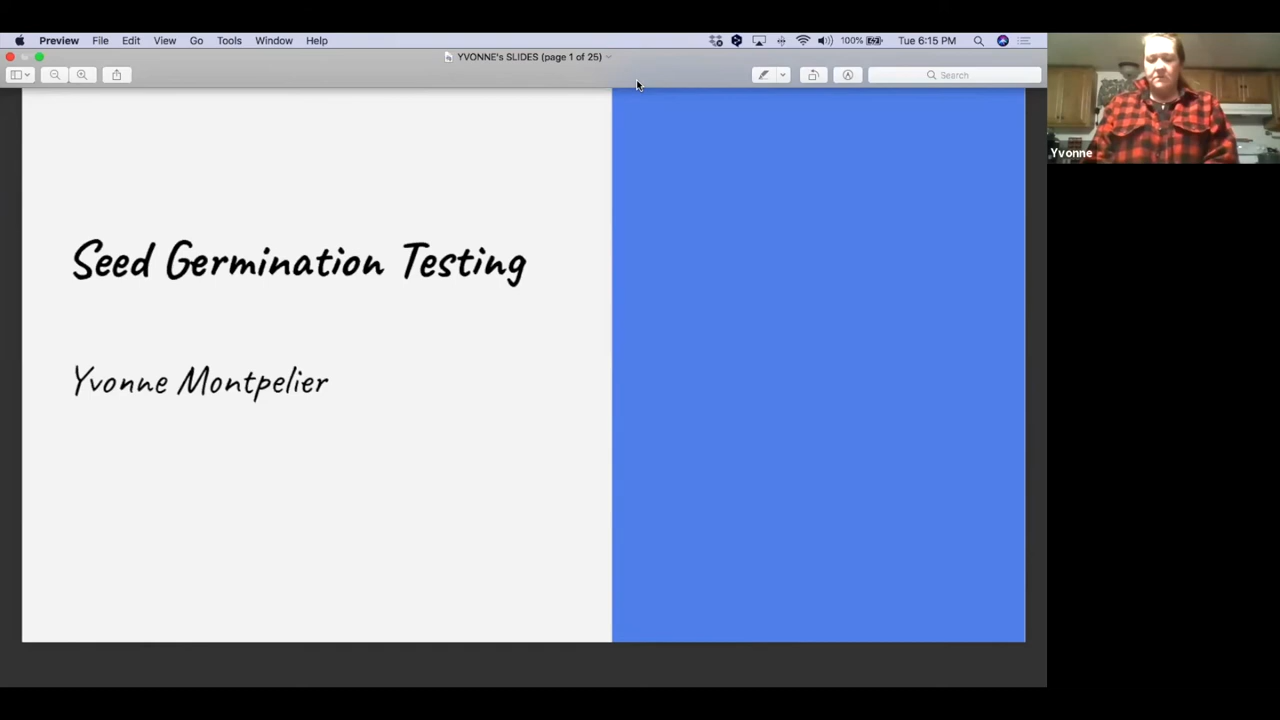 Preview File Edit View Go Tools Window Help 100% Tue 6:15 PM
YVONNE's SLIDES (page 1 of 25)
Search
Yvonne
Seed Germination Testing
Yvonne Montpelier